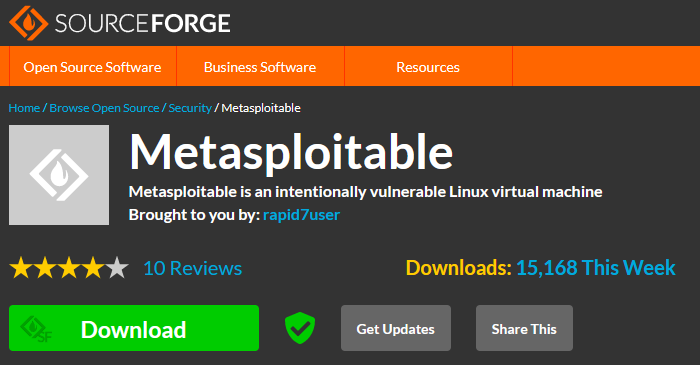 SOURCEFORGE
Open Source Software Business Software Resources
Home / Browse Open Source / Security / Metasploitable
Metasploitable
Metasploitable is an intentionally vulnerable Linux virtual machine
Brought to you by: rapid7user
10 Reviews Downloads: 15,168 This Week
SF Download Get Updates Share This